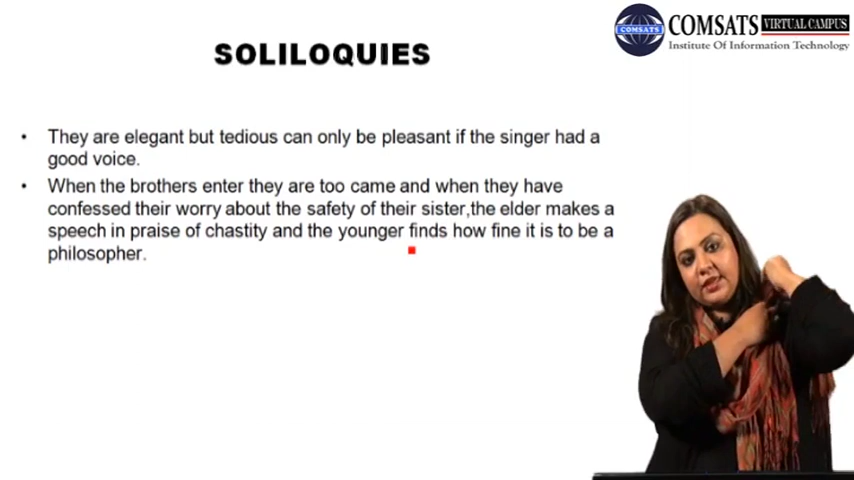 COMSATS
COMSATS VIRTUAL CAMPUS
Institute Of Information Technology
SOLILOQUIES
• They are elegant but tedious can only be pleasant if the singer had a
good voice.
• When the brothers enter they are too came and when they have
confessed their worry about the safety of their sister,the elder makes a
speech in praise of chastity and the younger finds how fine it is to be a
philosopher.